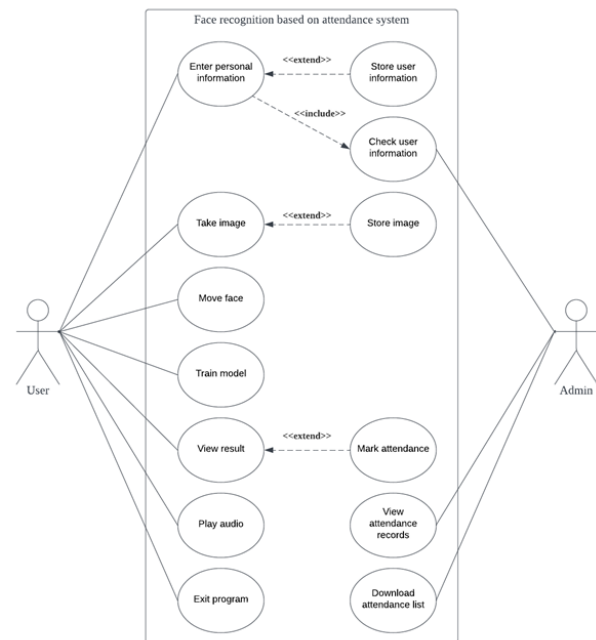 Face recognition based on attendance system
Enter personal
information
<<extend>>
Store user
information
<<include>>
Check user
information
Take image
<<extend>>
Store image
Move face
User
Admin
Train model
View result
<<extend>>
Mark attendance
Play audio
View
attendance
records
Exit program
Download
attendance list